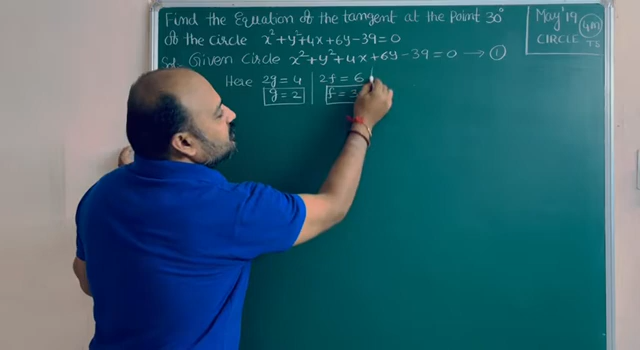 Find the Equation of the tangent at the Point 30°
Of the circle x²+y²+4x+6y-39=0
Sol: Given Circle x²+y²+4x+6y-39=0 → ①
Here 2g=4 | 2f=6
g=2 | f=3
May'19
4M
CIRCLE TS